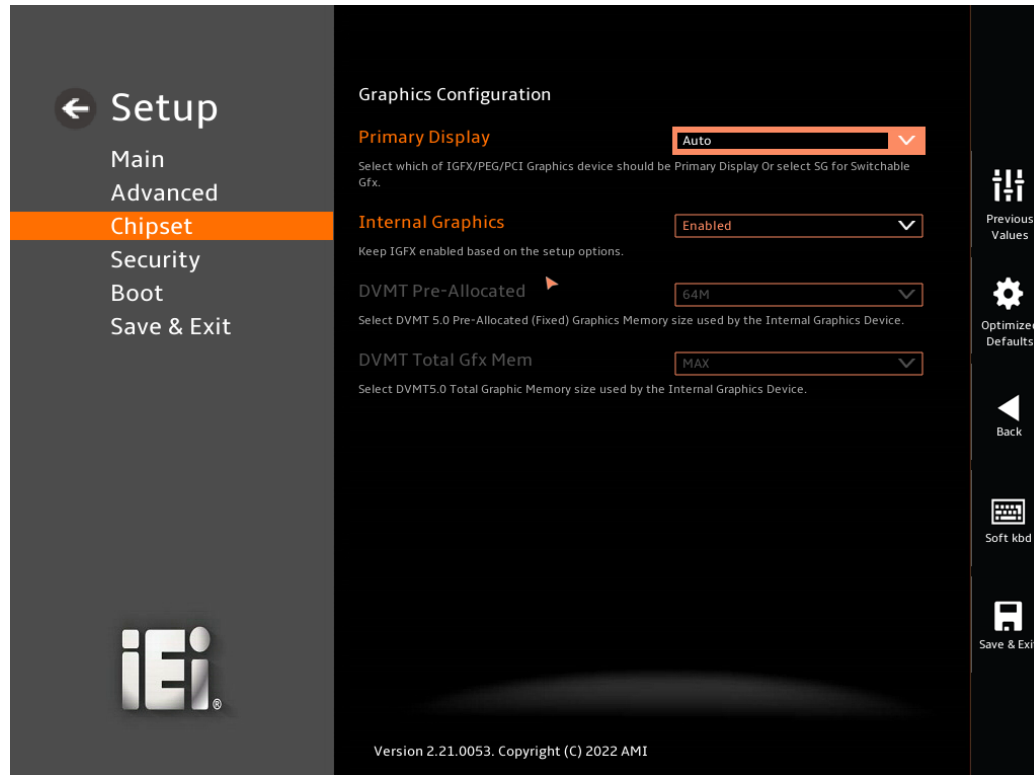 Setup
Main
Advanced
Chipset
Security
Boot
Save & Exit
iEi®
Graphics Configuration
Primary Display
Auto
Select which of IGFX/PEG/PCI Graphics device should be Primary Display Or select SG for Switchable
Gfx.
Internal Graphics
Enabled
Keep IGFX enabled based on the setup options.
DVMT Pre-Allocated
64M
Select DVMT 5.0 Pre-Allocated (Fixed) Graphics Memory size used by the Internal Graphics Device.
DVMT Total Gfx Mem
MAX
Select DVMT5.0 Total Graphic Memory size used by the Internal Graphics Device.
Version 2.21.0053. Copyright (C) 2022 AMI
Previous
Values
Optimized
Defaults
Back
Soft kbd
Save & Exit